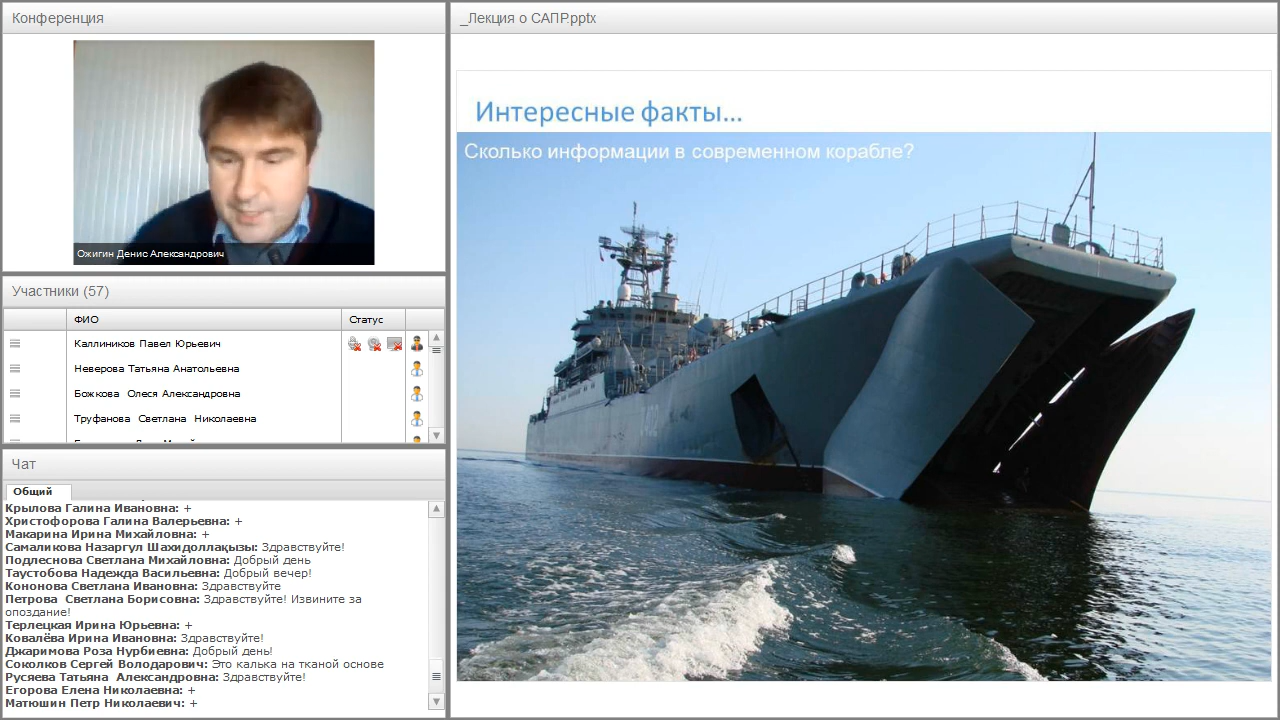 Конференция
Ожигин Денис Александрович
Участники (57)
ФИО
Статус
Каллиников Павел Юрьевич
Неверова Татьяна Анатольевна
Божкова Олеся Александровна
Труфанова Светлана Николаевна
Чат
Общий
Крылова Галина Ивановна: +
Христофорова Галина Валерьевна: +
Макарина Ирина Михайловна: +
Самаликова Назаргул Шахидоллақызы: Здравствуйте!
Подлеснова Светлана Михайловна: Добрый день
Таустобова Надежда Васильевна: Добрый вечер!
Кононова Светлана Ивановна: Здравствуйте
Петрова Светлана Борисовна: Здравствуйте! Извините за
опоздание!
Терлецкая Ирина Юрьевна: +
Ковалёва Ирина Ивановна: Здравствуйте!
Джаримова Роза Нурбиевна: Добрый день!
Соколков Сергей Володарович: Это калька на тканой основе
Русяева Татьяна Александровна: Здравствуйте!
Егорова Елена Николаевна: +
Матюшин Петр Николаевич: +
_Лекция о САПР.pptx
Интересные факты...
Сколько информации в современном корабле?